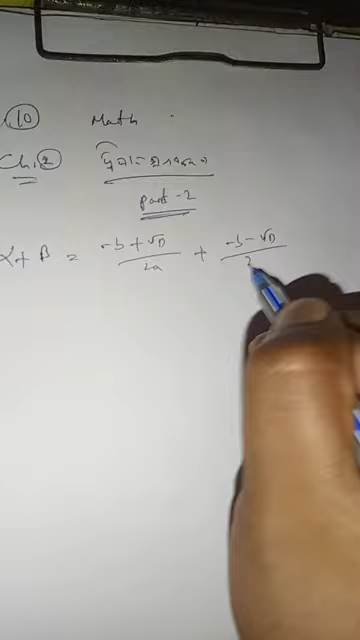 10 Math
Ch. 2
Part - 2
α + β = -b + √D / 2a + -b - √D / 2